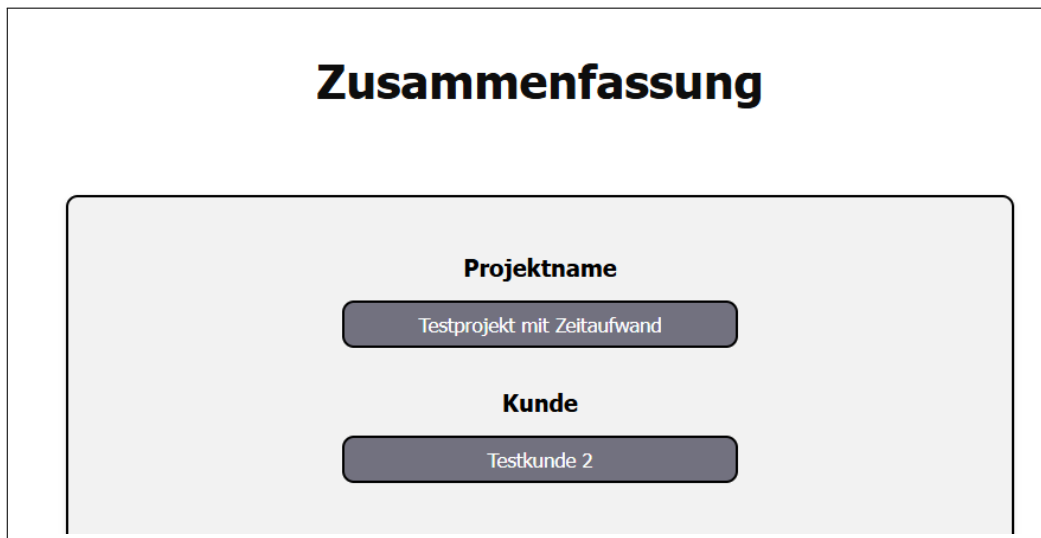 Zusammenfassung
Projektname
Testprojekt mit Zeitaufwand
Kunde
Testkunde 2